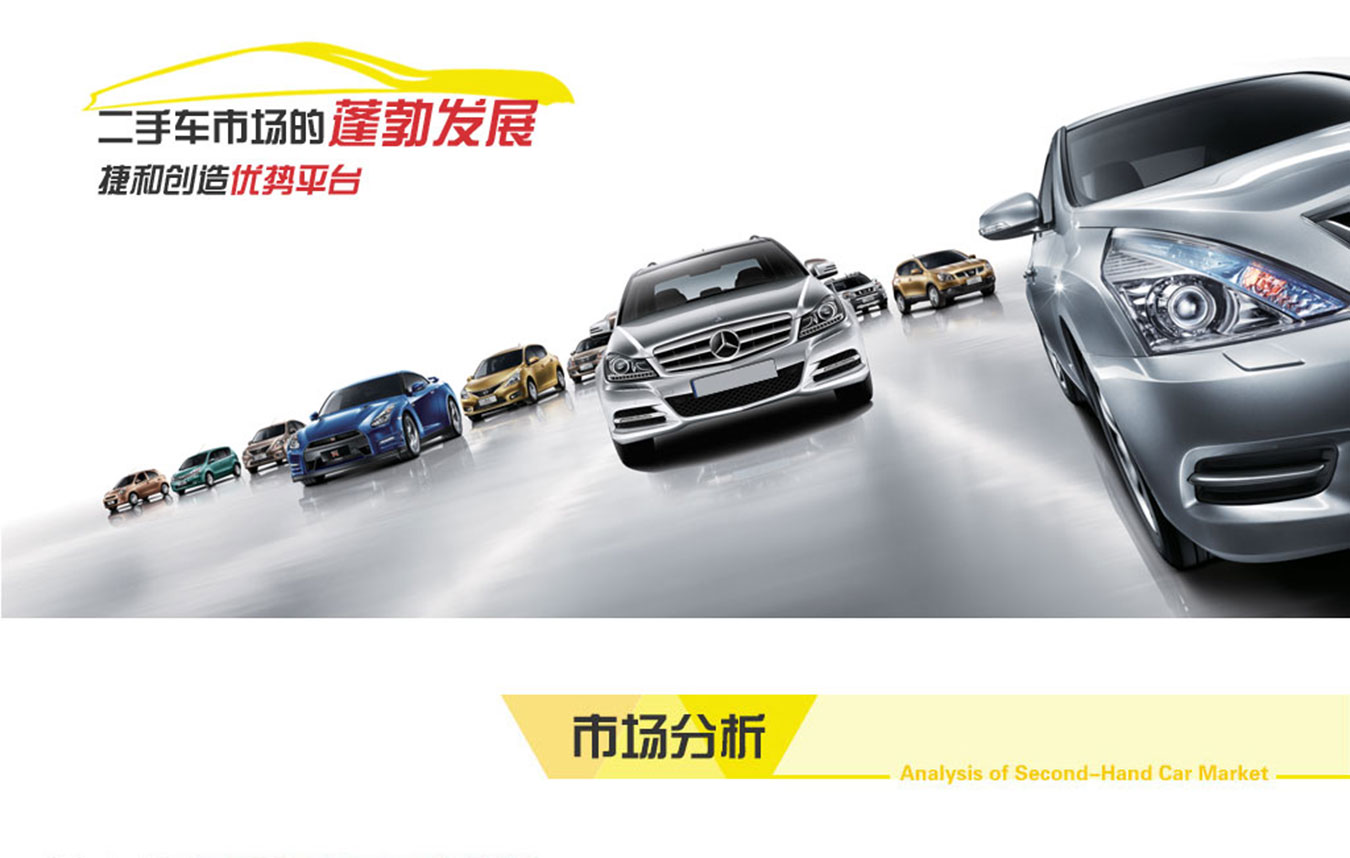 二手车市场的蓬勃发展
捷和创造优势平台
市场分析
Analysis of Second-Hand Car Market